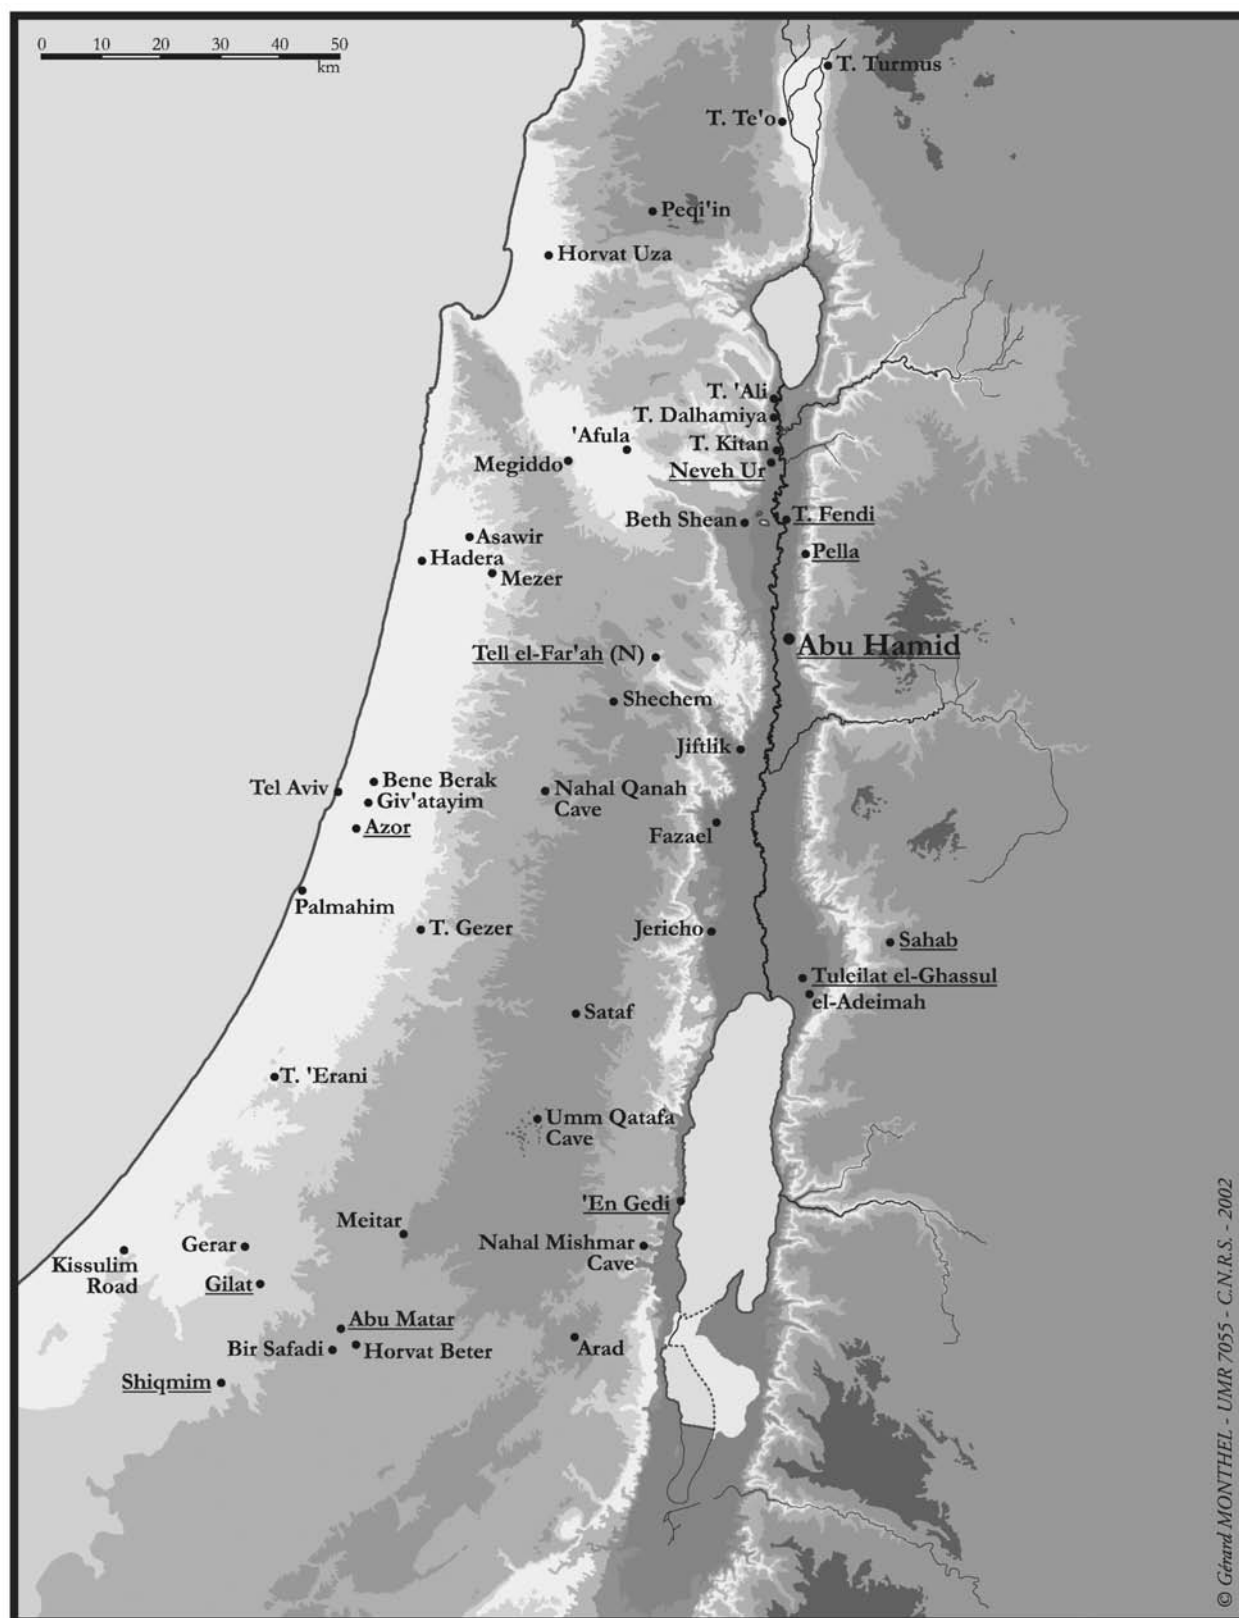 0 10 20 30 40 50
km
T. Turmus
T. Te'o
Peqi'in
Horvat Uza
T. 'Ali
T. Dalhamiya
'Afula
T. Kitan
Megiddo
Neveh Ur
Beth Shean
T. Fendi
Asawir
Pella
Hadera
Mezer
Abu Hamid
Tell el-Far'ah (N)
Shechem
Jiftlik
Bene Berak
Tel Aviv
Nahal Qanah
Cave
Giv'atayim
Azor
Fazael
Palmahim
T. Gezer
Jericho
Sahab
Tuleilat el-Ghassul
el-Adeimah
Sataf
T. 'Erani
Umm Qatafa
Cave
'En Gedi
Meitar
Nahal Mishmar
Cave
Gerar
Kissulim
Road
Gilat
Abu Matar
Bir Safadi
Horvat Beter
Arad
Shiqmim
© Gérard MONTHEL - UMR 7055 - C.N.R.S. - 2002